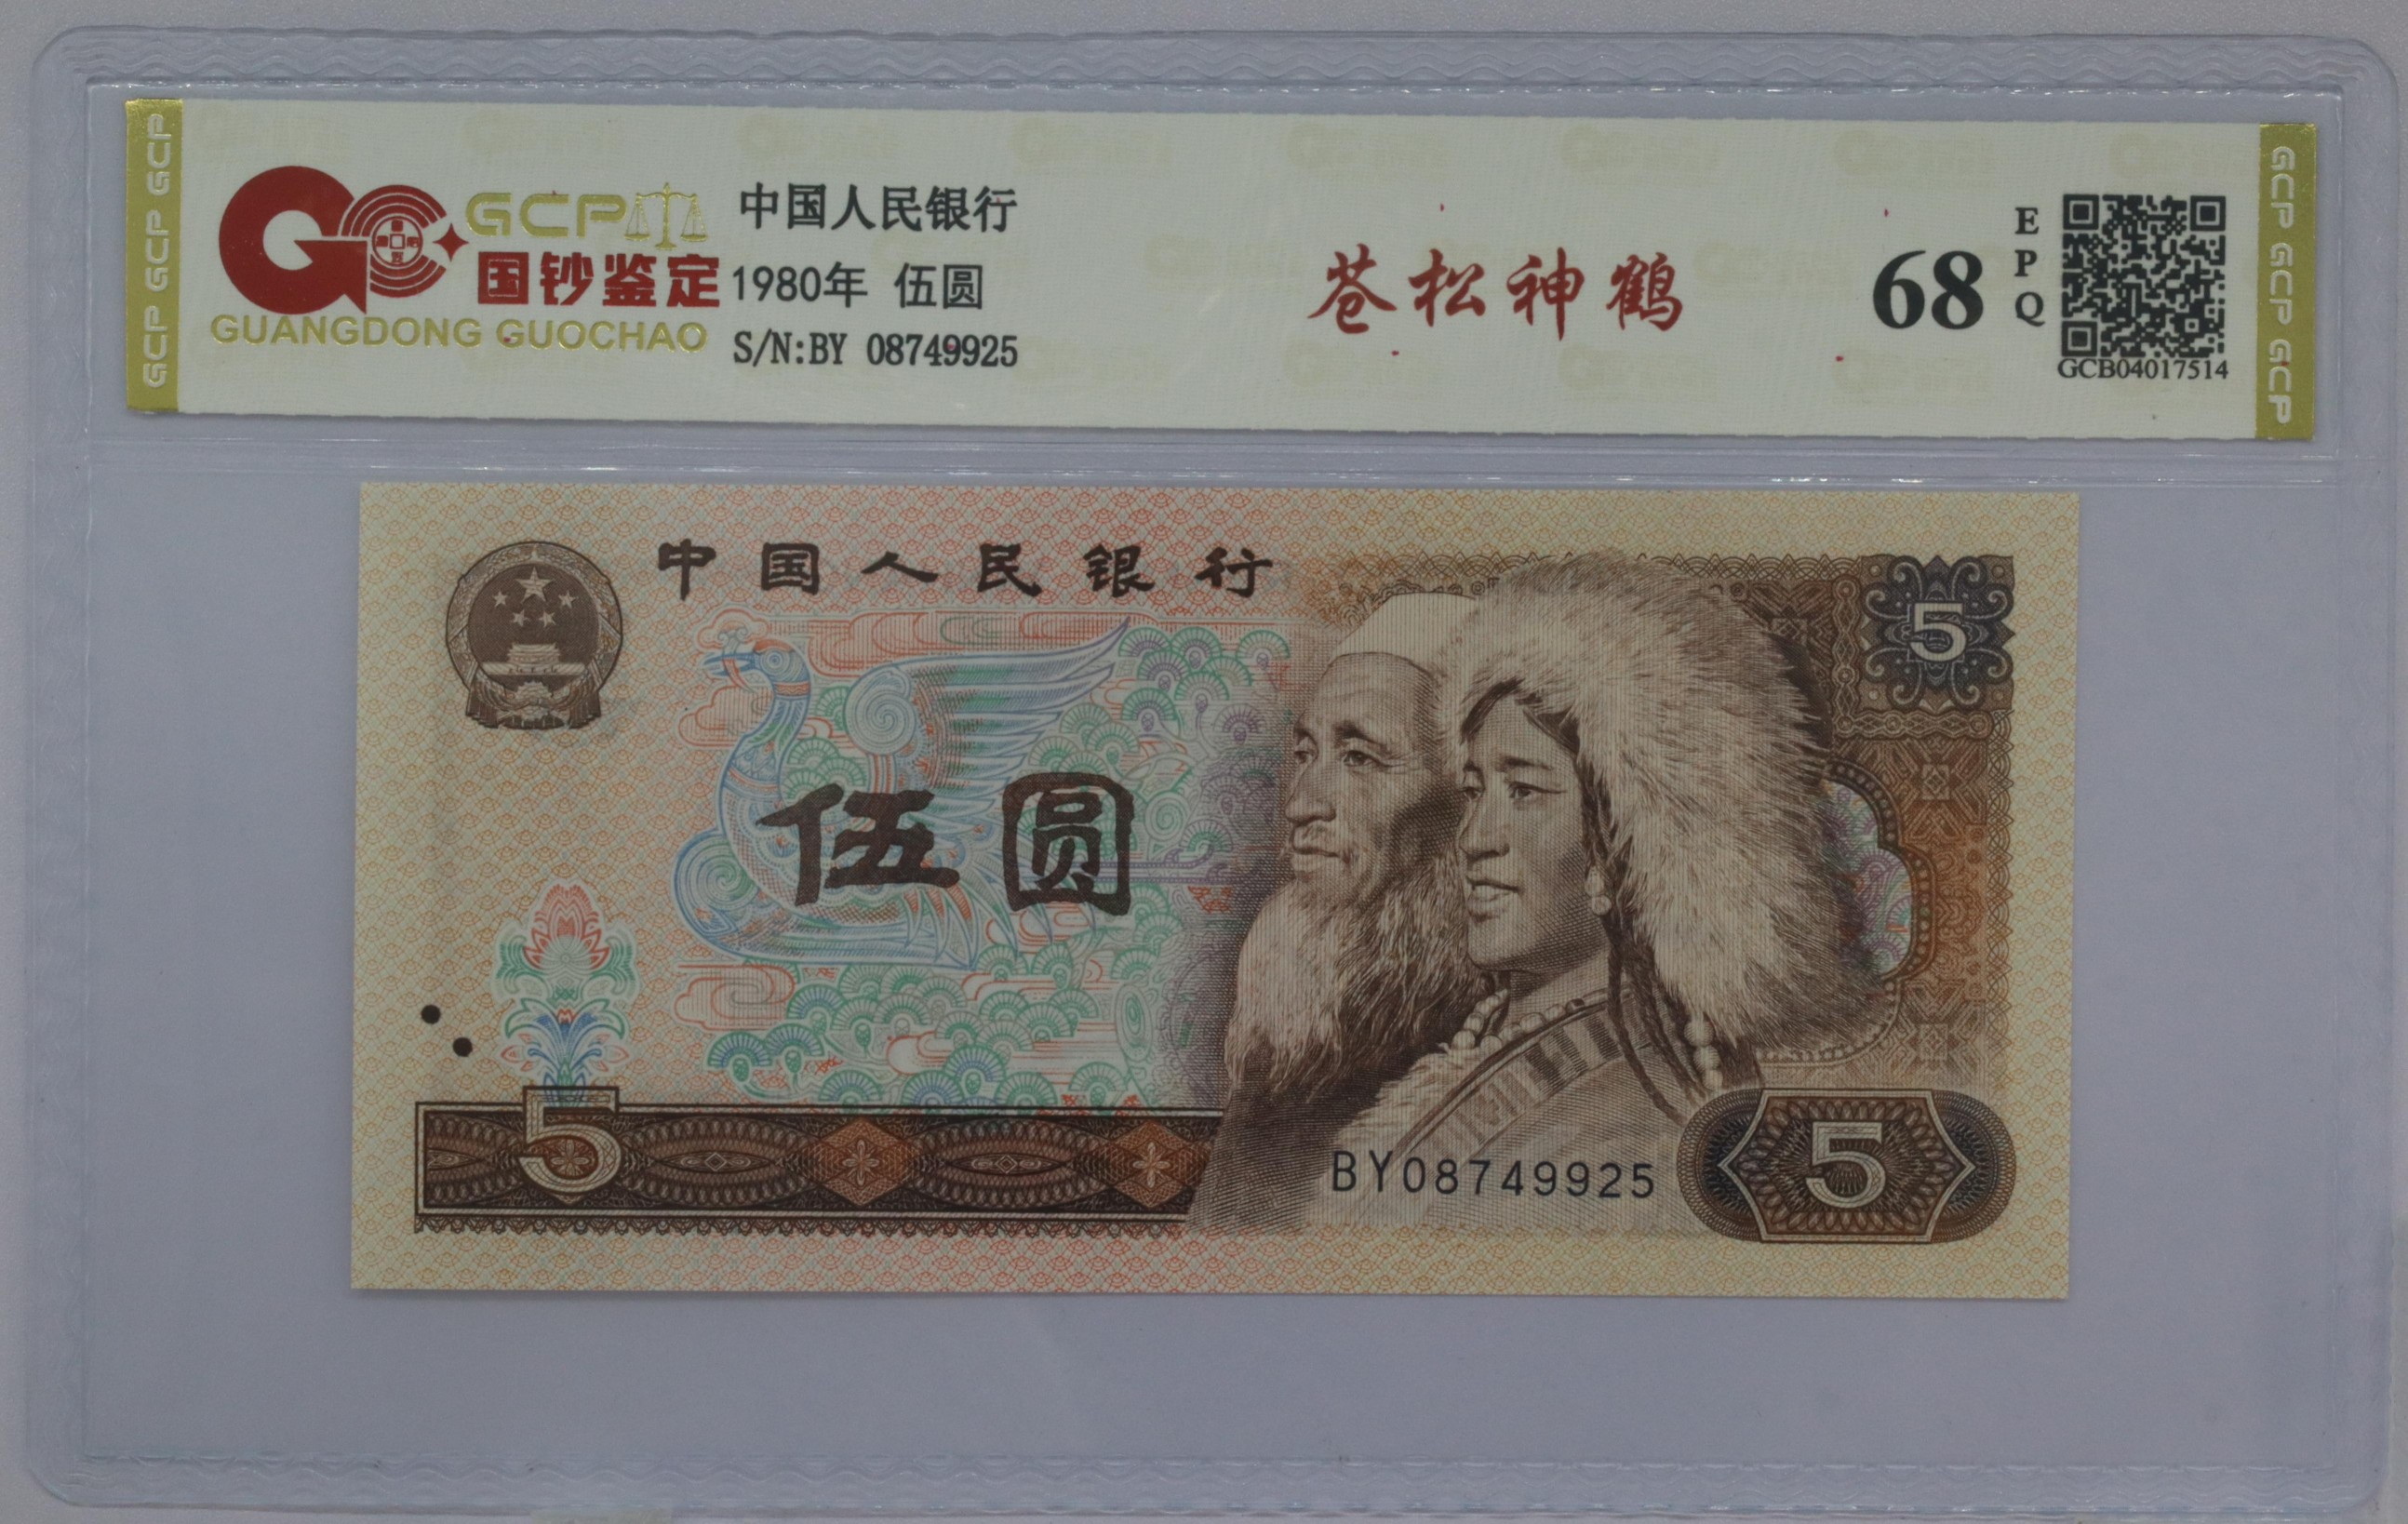 GCP GCP GCP
GCP
国钞鉴定
GUANGDONG GUOCHAO
中国人民银行
1980年 伍圆
S/N:BY 08749925
苍松神鹤
68
EPQ
GCB04017514
GCP GCP GCP
中国人民银行
5
伍圆
5
BY08749925
5